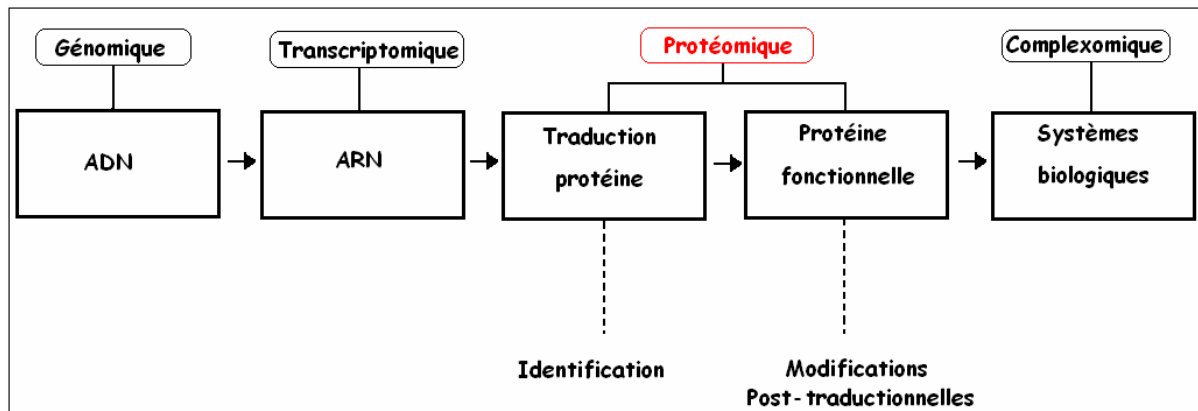 Génomique
Transcriptomique
Protéomique
Complexomique
ADN
ARN
Traduction
protéine
Protéine
fonctionnelle
Systèmes
biologiques
Identification
Modifications
Post-traductionnelles